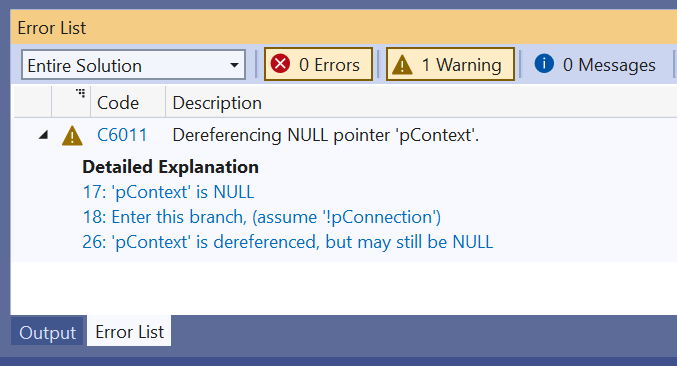 Error List
Entire Solution
0 Errors
1 Warning
0 Messages
Code Description
C6011 Dereferencing NULL pointer 'pContext'.
Detailed Explanation
17: 'pContext' is NULL
18: Enter this branch, (assume '!pConnection')
26: 'pContext' is dereferenced, but may still be NULL
Output Error List